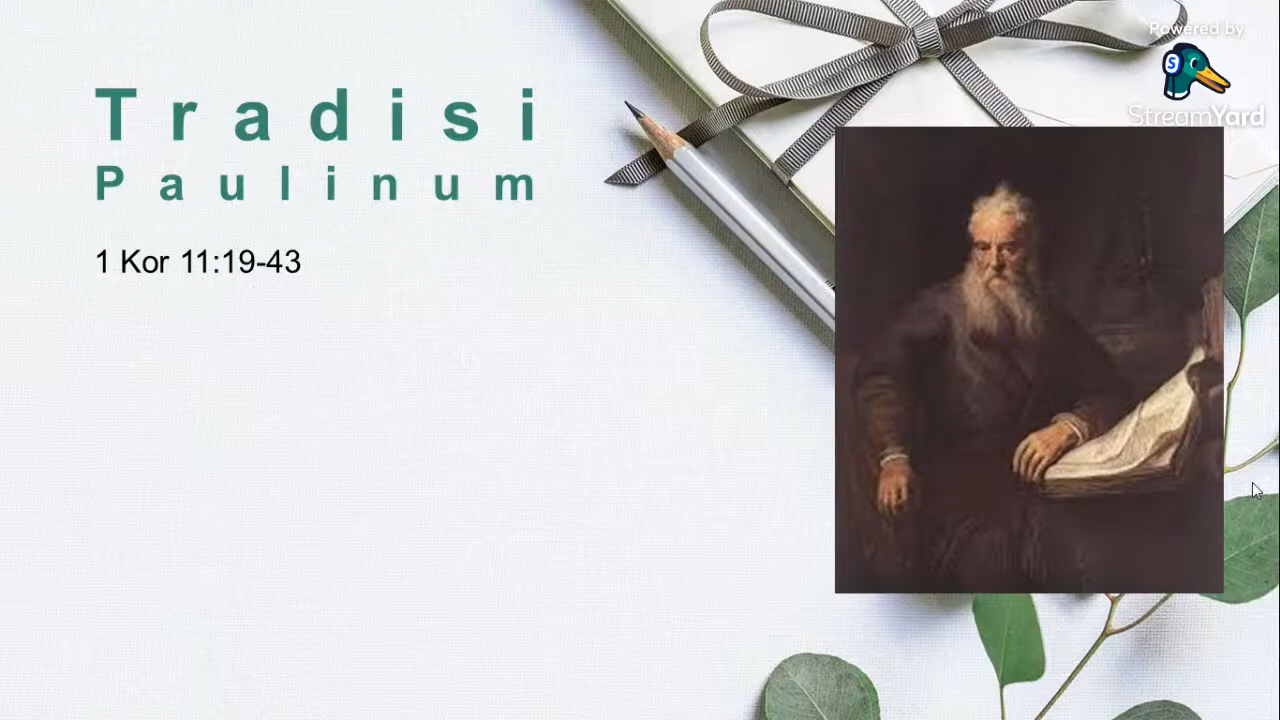 Tradisi
Paulinum
1 Kor 11:19-43
Powered by
S
StreamYard